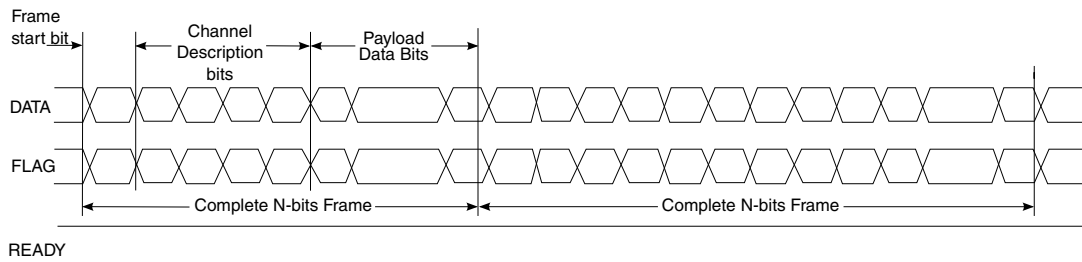 Frame
start bit
Channel
Description
bits
Payload
Data Bits
DATA
FLAG
Complete N-bits Frame
Complete N-bits Frame
READY